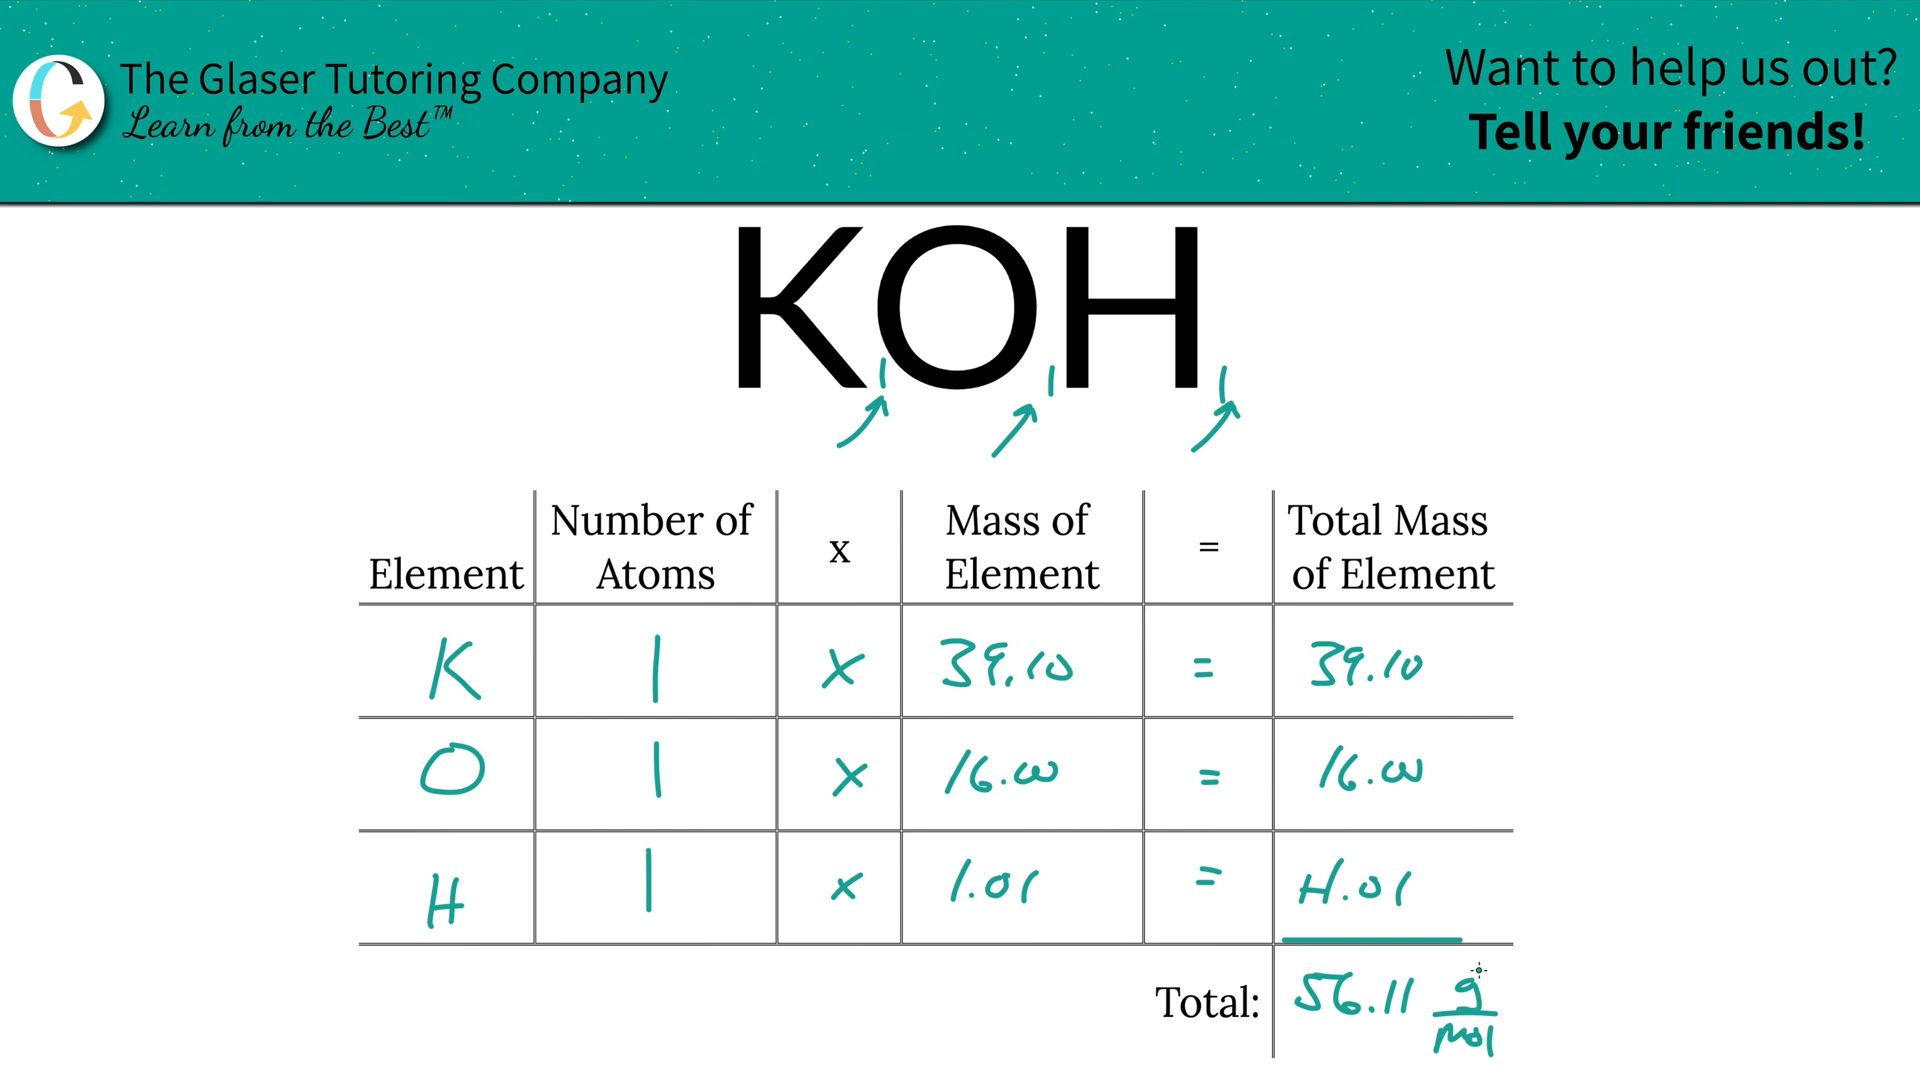 The Glaser Tutoring Company
Learn from the Best™
Want to help us out?
Tell your friends!
KOH
1 1 1
Element Number of Atoms x Mass of Element = Total Mass of Element
K 1 x 39.10 = 39.10
O 1 x 16.00 = 16.00
H 1 x 1.01 = +1.01
Total: 56.11 g/mol